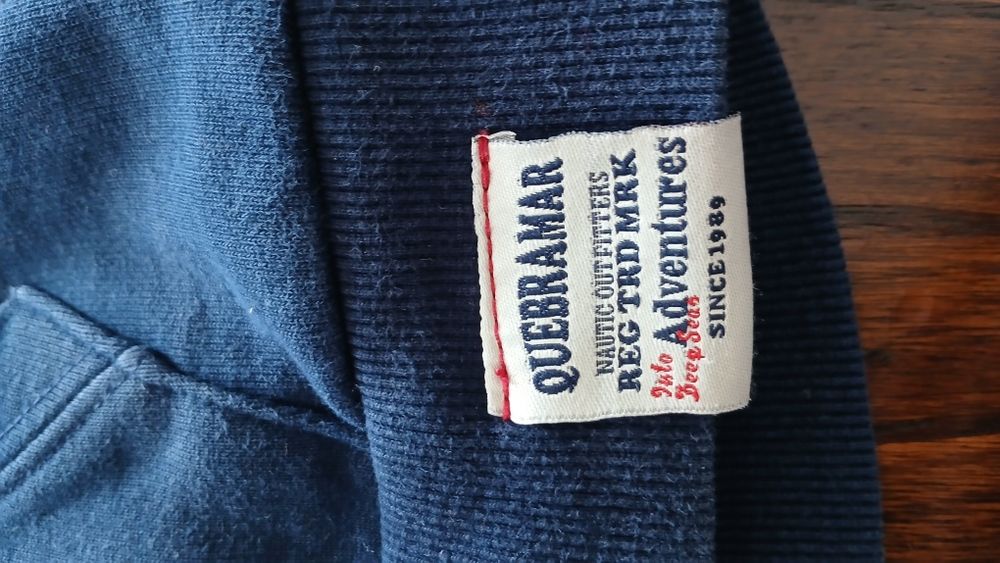 QUEBRAMAR
NAUTIC OUTFITTERS
REG TRD MRK
Into Adventures
Deep Seas
SINCE 1989